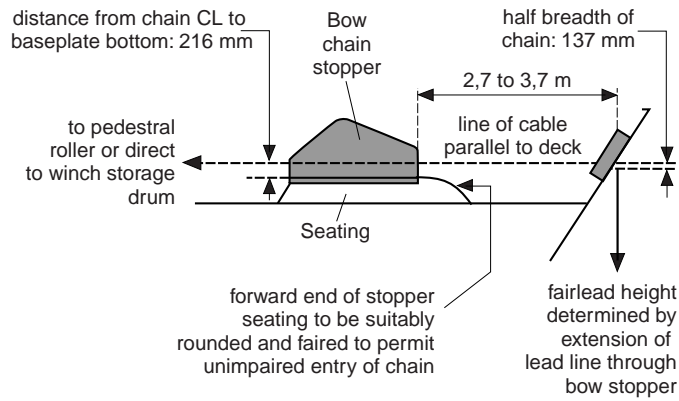 distance from chain CL to
baseplate bottom: 216 mm
Bow
chain
stopper
half breadth of
chain: 137 mm
2,7 to 3,7 m
to pedestral
roller or direct
to winch storage
drum
line of cable
parallel to deck
Seating
forward end of stopper
seating to be suitably
rounded and faired to permit
unimpaired entry of chain
fairlead height
determined by
extension of
lead line through
bow stopper